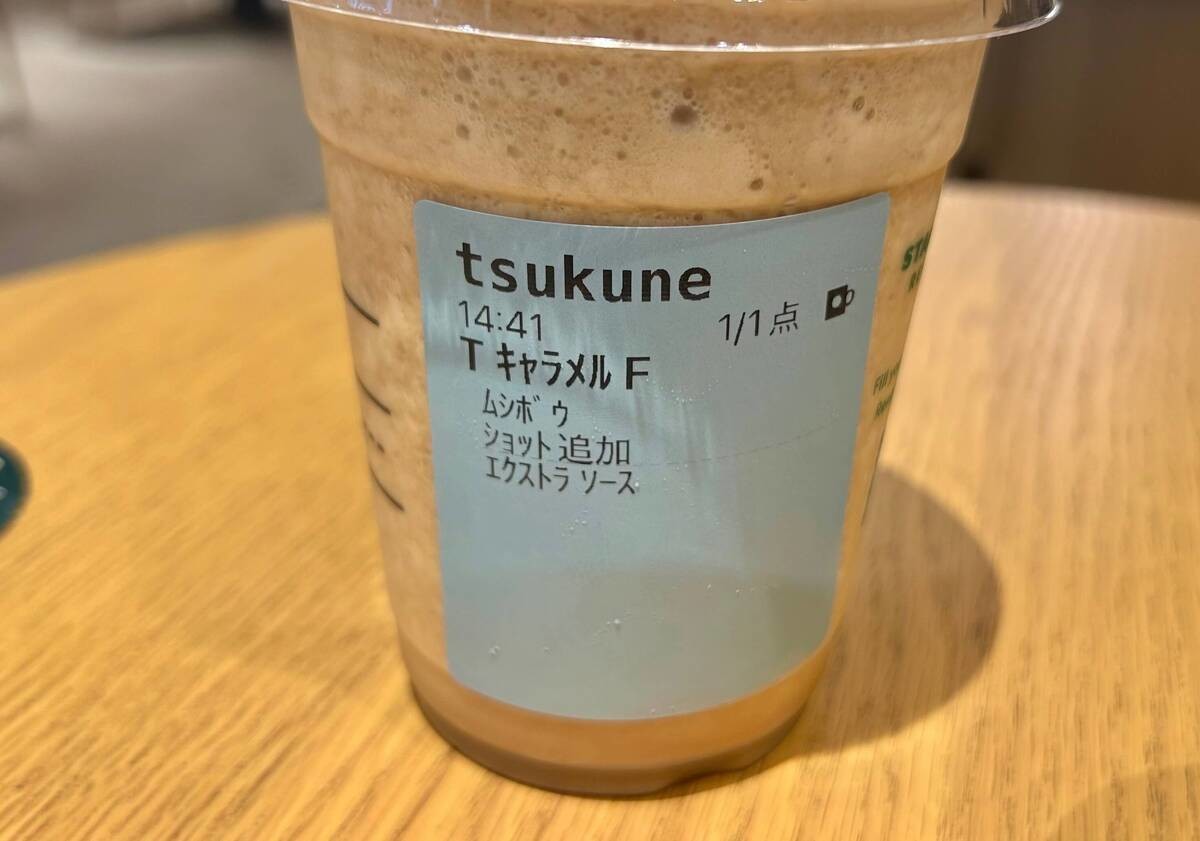 tsukune
14:41 1/1点
T キャラメル F
ムシボウ
ショット追加
エクストラ ソース